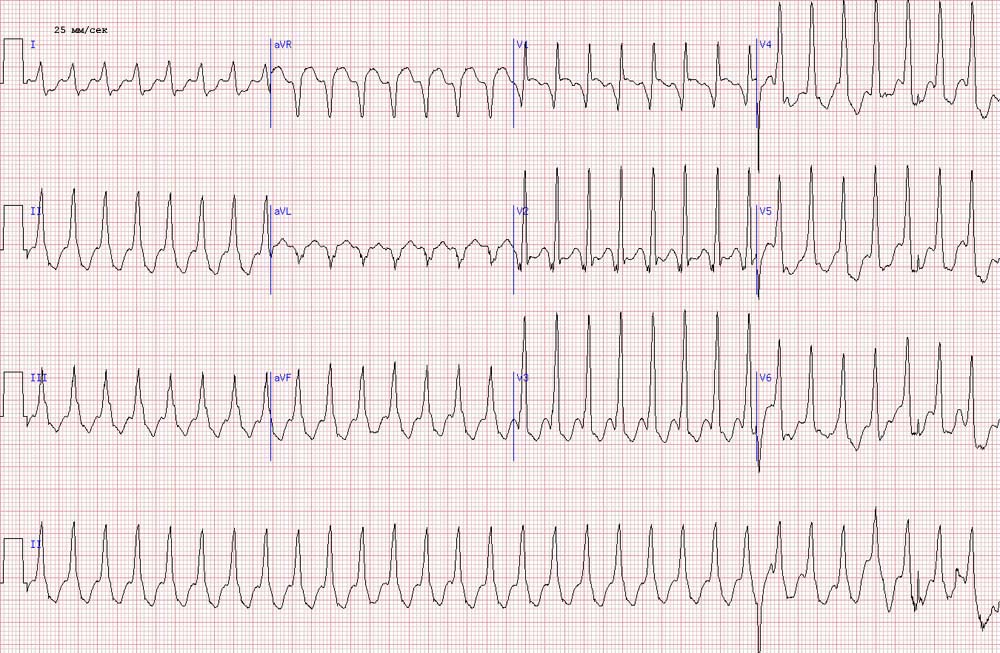 25 мм/сек
I aVR V1 V4
II aVL V2 V5
III aVF V3 V6
II